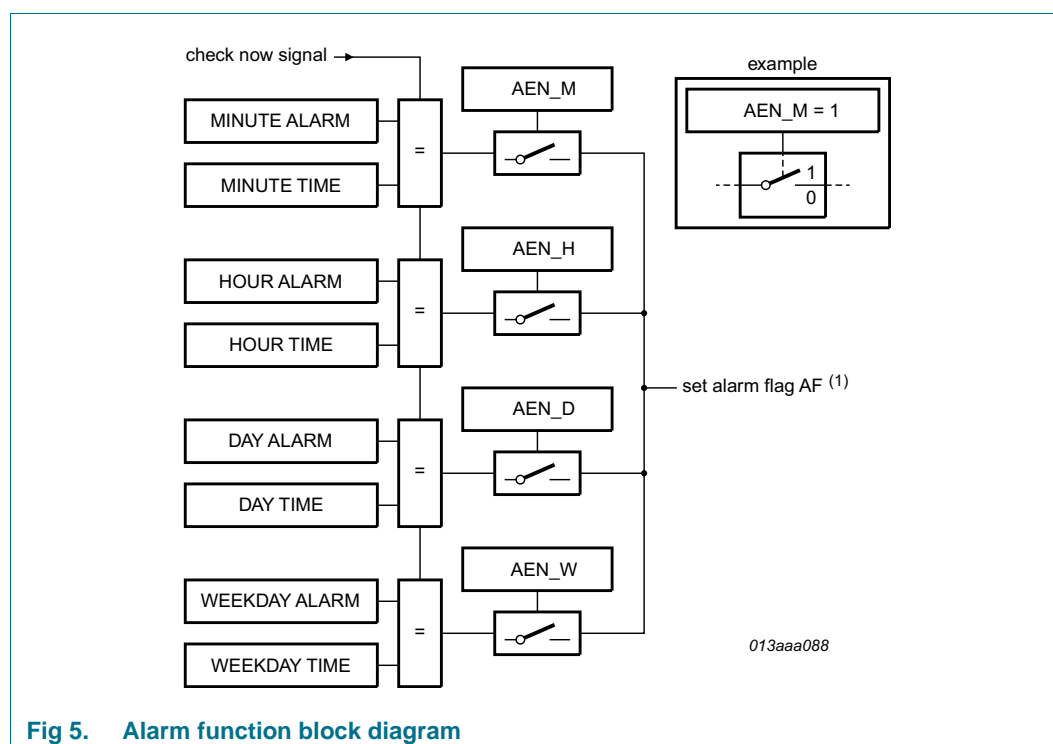 check now signal
example
AEN_M
AEN_M = 1
MINUTE ALARM
=
1
MINUTE TIME
0
AEN_H
HOUR ALARM
=
HOUR TIME
set alarm flag AF (1)
AEN_D
DAY ALARM
=
DAY TIME
AEN_W
WEEKDAY ALARM
=
013aaa088
WEEKDAY TIME
Fig 5. Alarm function block diagram